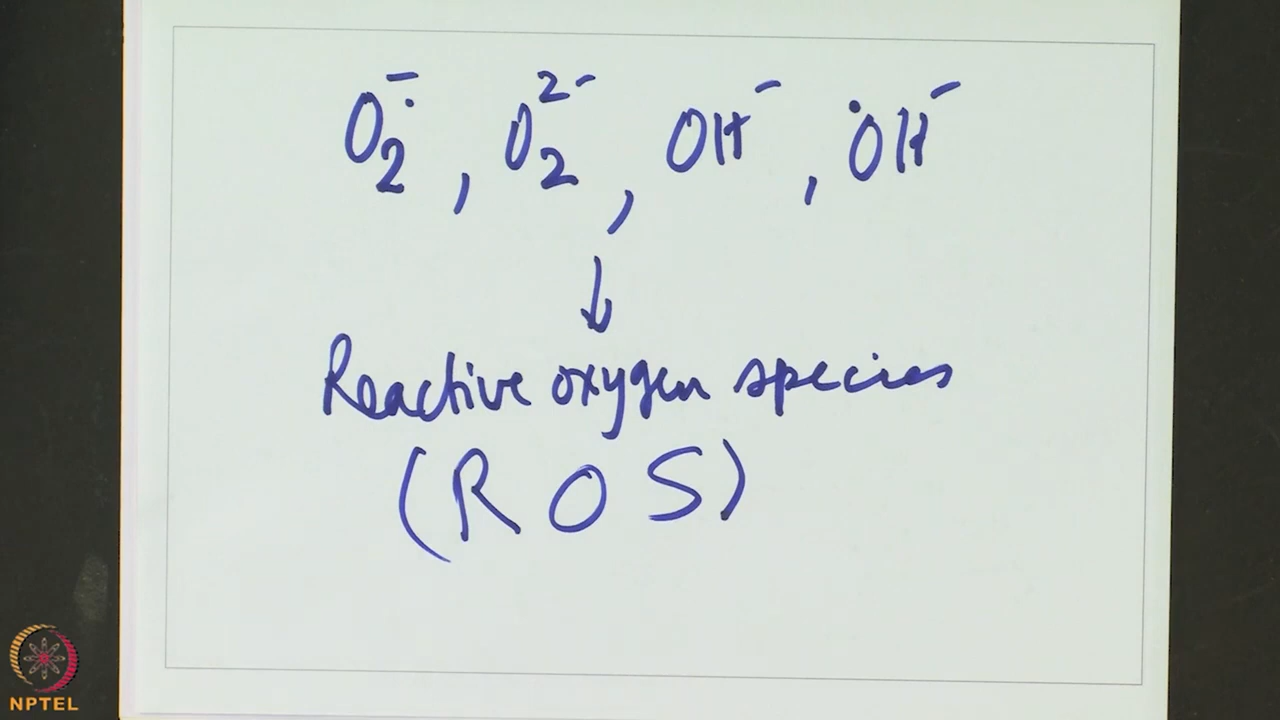 O₂•⁻ , O₂²⁻ , OH⁻ , •OH⁻
↓
Reactive oxygen species
(ROS)
NPTEL